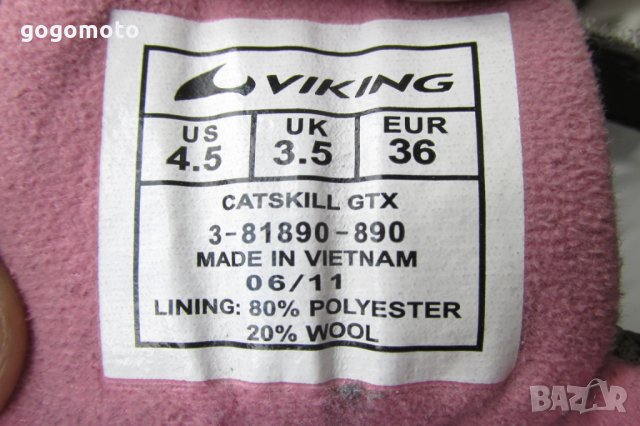 gogomoto
VIKING
US 4.5
UK 3.5
EUR 36
CATSKILL GTX
3-81890-890
MADE IN VIETNAM
06/11
LINING: 80% POLYESTER
20% WOOL
BAZAR